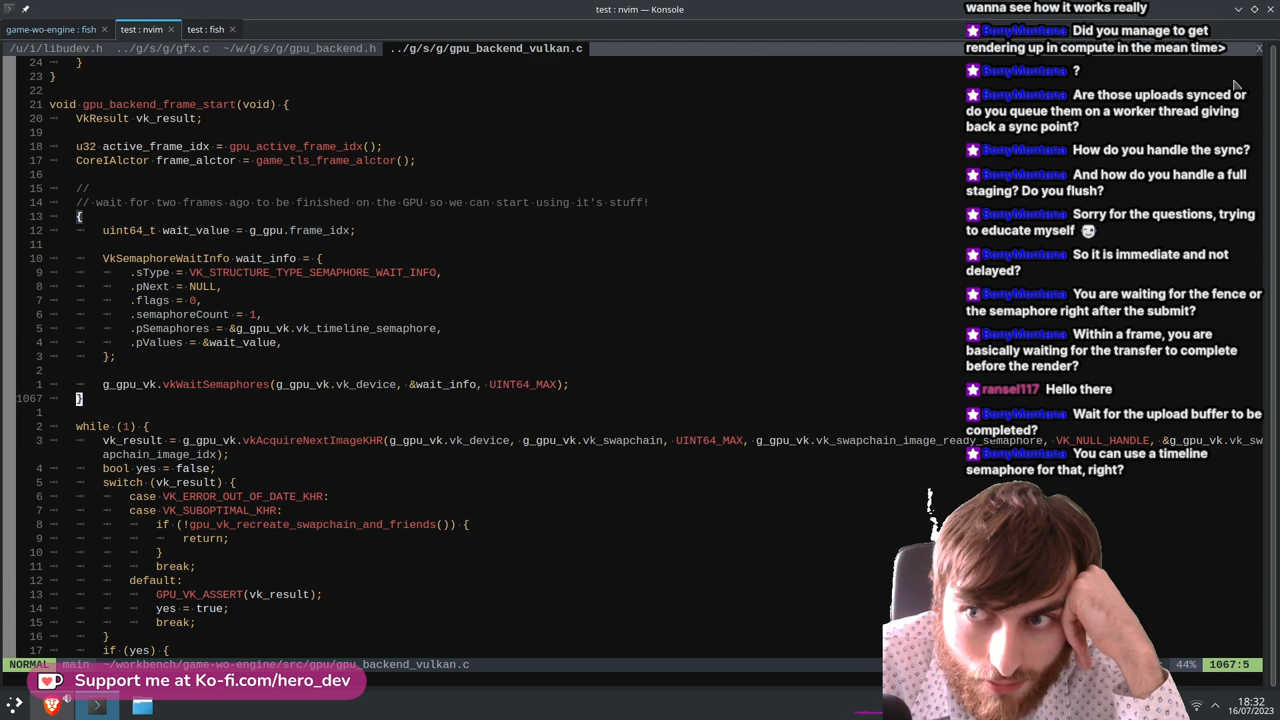 test : nvim — Konsole
game-wo-engine : fish
test : nvim
test : fish
/u/i/libudev.h ../g/s/g/gfx.c ~/w/g/s/g/gpu_backend.h ../g/s/g/gpu_backend_vulkan.c X
24 }
23 }
22
21 void gpu_backend_frame_start(void) {
20 VkResult vk_result;
19
18 u32 active_frame_idx = gpu_active_frame_idx();
17 CoreIAlctor frame_alctor = game_tls_frame_alctor();
16
15 //
14 // wait for two frames ago to be finished on the GPU so we can start using it's stuff!
13 {
12 uint64_t wait_value = g_gpu.frame_idx;
11
10 VkSemaphoreWaitInfo wait_info = {
9 .sType = VK_STRUCTURE_TYPE_SEMAPHORE_WAIT_INFO,
8 .pNext = NULL,
7 .flags = 0,
6 .semaphoreCount = 1,
5 .pSemaphores = &g_gpu_vk.vk_timeline_semaphore,
4 .pValues = &wait_value,
3 };
2
1 g_gpu_vk.vkWaitSemaphores(g_gpu_vk.vk_device, &wait_info, UINT64_MAX);
1067 }
1
2 while (1) {
3 vk_result = g_gpu_vk.vkAcquireNextImageKHR(g_gpu_vk.vk_device, g_gpu_vk.vk_swapchain, UINT64_MAX, g_gpu_vk.vk_swapchain_image_ready_semaphore, VK_NULL_HANDLE, &g_gpu_vk.vk_sw
apchain_image_idx);
4 bool yes = false;
5 switch (vk_result) {
6 case VK_ERROR_OUT_OF_DATE_KHR:
7 case VK_SUBOPTIMAL_KHR:
8 if (!gpu_vk_recreate_swapchain_and_friends()) {
9 return;
10 }
11 break;
12 default:
13 GPU_VK_ASSERT(vk_result);
14 yes = true;
15 break;
16 }
17 if (yes) {
NORMAL main ~/workbench/game-wo-engine/src/gpu/gpu_backend_vulkan.c 44% 1067:5
Support me at Ko-fi.com/hero_dev
wanna see how it works really
BonyMontana Did you manage to get
rendering up in compute in the mean time>
BonyMontana ?
BonyMontana Are those uploads synced or
do you queue them on a worker thread giving
back a sync point?
BonyMontana How do you handle the sync?
BonyMontana And how do you handle a full
staging? Do you flush?
BonyMontana Sorry for the questions, trying
to educate myself
BonyMontana So it is immediate and not
delayed?
BonyMontana You are waiting for the fence or
the semaphore right after the submit?
BonyMontana Within a frame, you are
basically waiting for the transfer to complete
before the render?
ransel117 Hello there
BonyMontana Wait for the upload buffer to be
completed?
BonyMontana You can use a timeline
semaphore for that, right?
18:32
16/07/2023